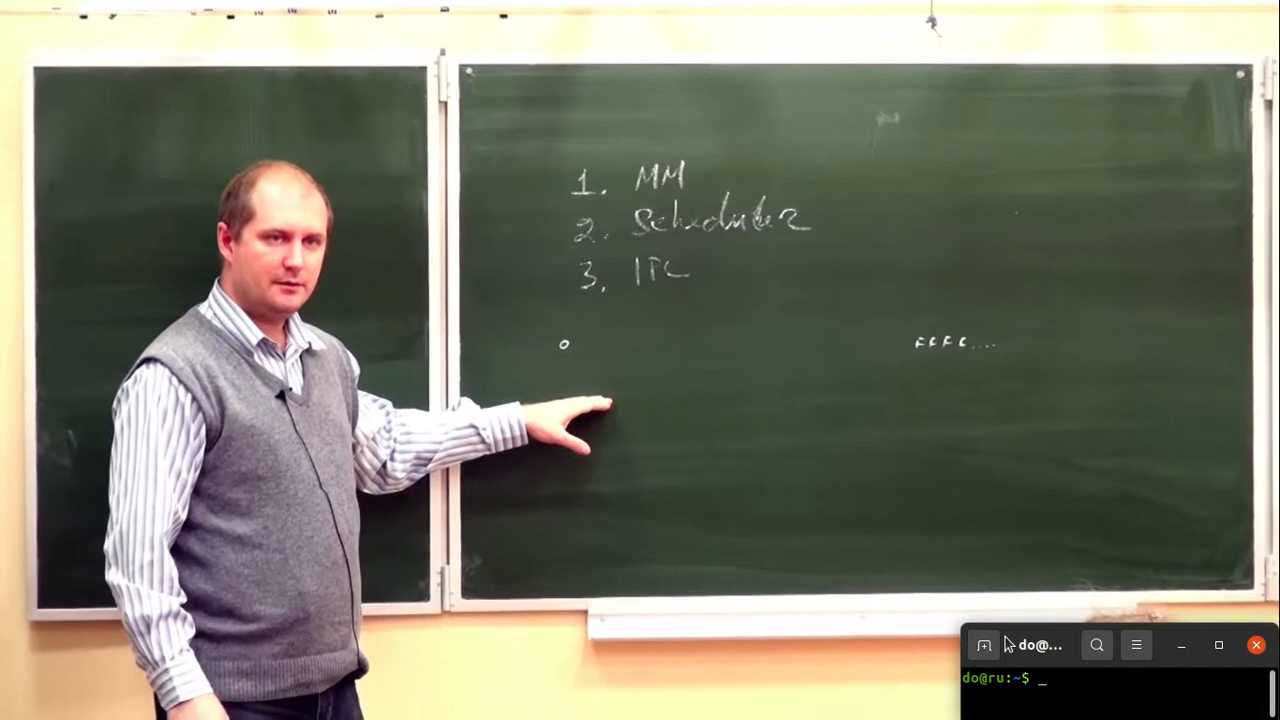 1. MM
2. Scheduler
3. IPC
0 FFFF...
do@...
do@ru:~$ _